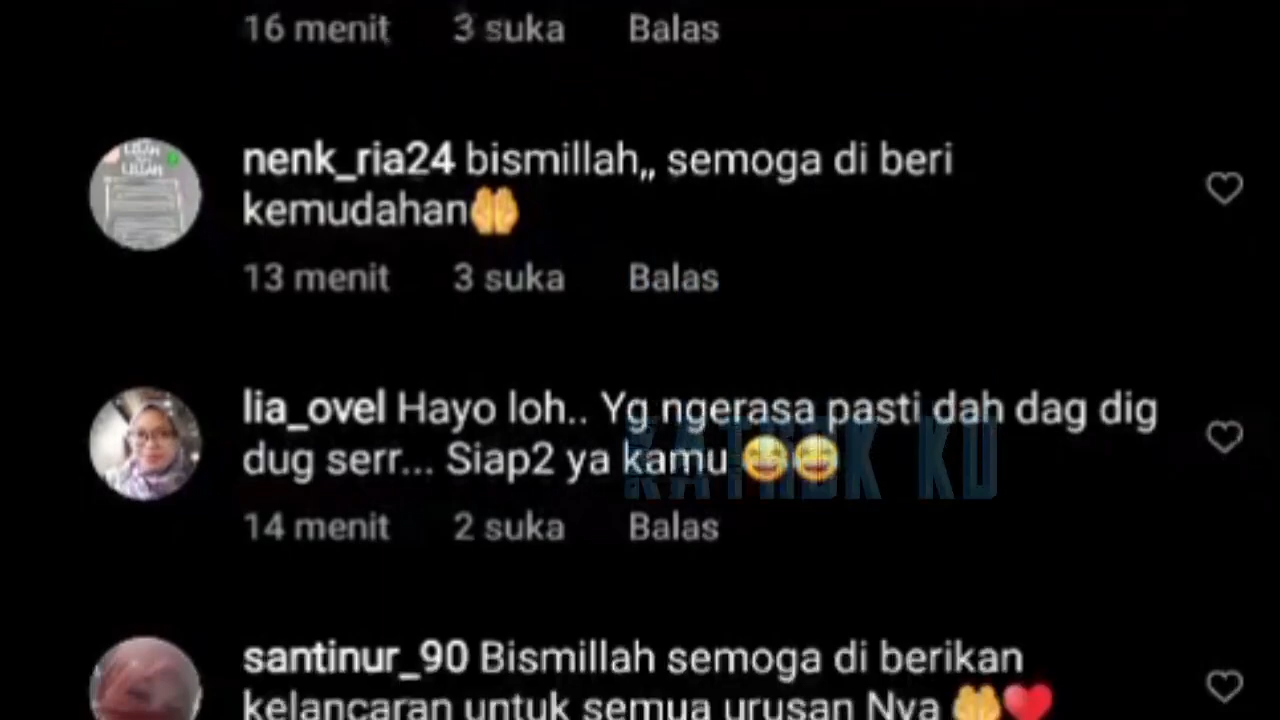 16 menit 3 suka Balas
nenk_ria24 bismillah,, semoga di beri
kemudahan🤲
13 menit 3 suka Balas
lia_ovel Hayo loh.. Yg ngerasa pasti dah dag dig
dug serr... Siap2 ya kamu 😄😄
14 menit 2 suka Balas
santinur_90 Bismillah semoga di berikan
kelancaran untuk semua urusan Nya 🤲❤️